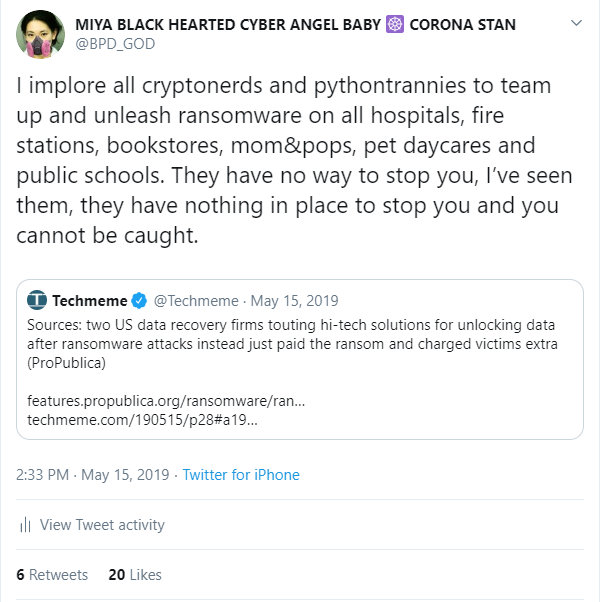 MIYA BLACK HEARTED CYBER ANGEL BABY ☸️ CORONA STAN
@BPD_GOD
I implore all cryptonerds and pythontrannies to team
up and unleash ransomware on all hospitals, fire
stations, bookstores, mom&pops, pet daycares and
public schools. They have no way to stop you, I’ve seen
them, they have nothing in place to stop you and you
cannot be caught.
Techmeme @Techmeme · May 15, 2019
Sources: two US data recovery firms touting hi-tech solutions for unlocking data
after ransomware attacks instead just paid the ransom and charged victims extra
(ProPublica)
features.propublica.org/ransomware/ran...
techmeme.com/190515/p28#a19...
2:33 PM · May 15, 2019 · Twitter for iPhone
View Tweet activity
6 Retweets 20 Likes